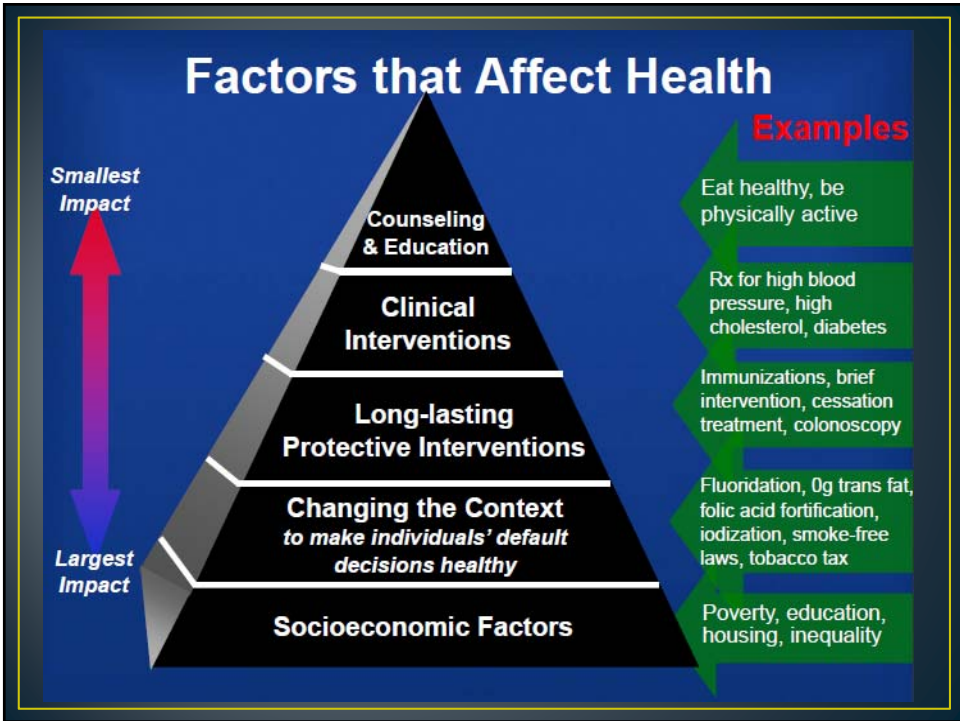 Factors that Affect Health
Examples
Smallest
Impact
Counseling
& Education
Eat healthy, be
physically active
Clinical
Interventions
Rx for high blood
pressure, high
cholesterol, diabetes
Long-lasting
Protective Interventions
Immunizations, brief
intervention, cessation
treatment, colonoscopy
Changing the Context
to make individuals’ default
decisions healthy
Fluoridation, 0g trans fat,
folic acid fortification,
iodization, smoke-free
laws, tobacco tax
Largest
Impact
Socioeconomic Factors
Poverty, education,
housing, inequality